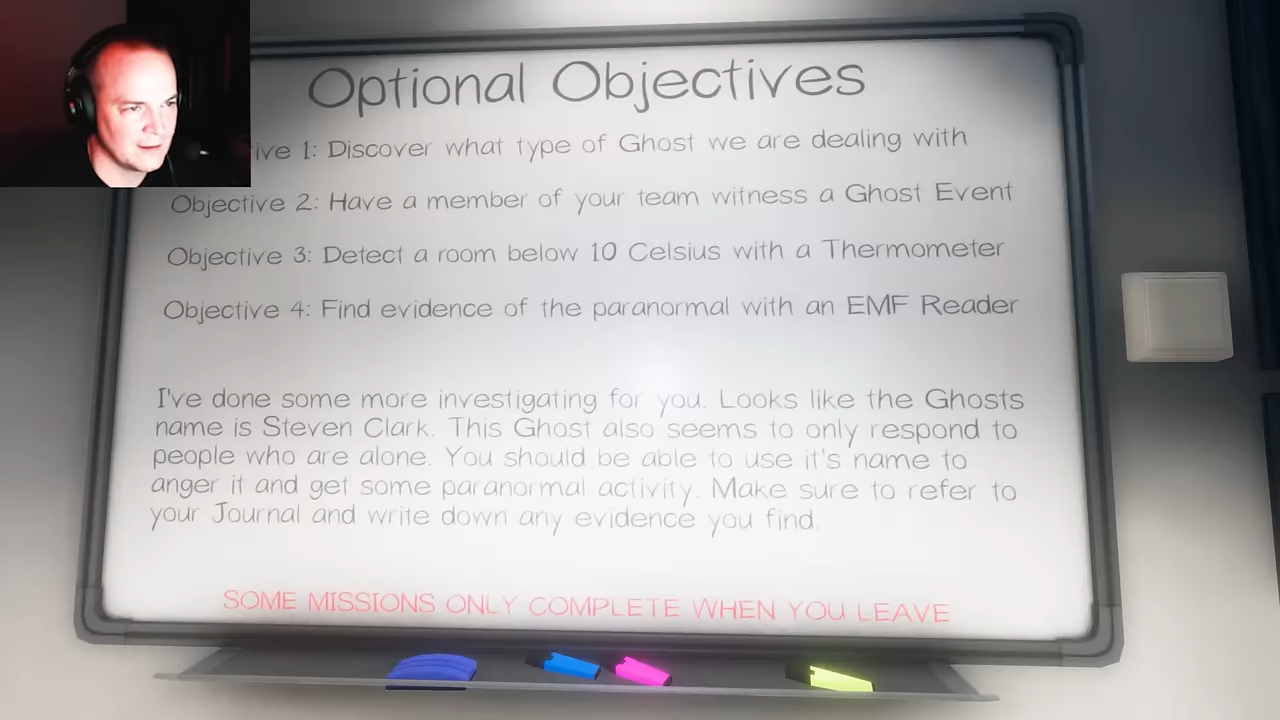 Optional Objectives
ive 1: Discover what type of Ghost we are dealing with
Objective 2: Have a member of your team witness a Ghost Event
Objective 3: Detect a room below 10 Celsius with a Thermometer
Objective 4: Find evidence of the paranormal with an EMF Reader
I've done some more investigating for you. Looks like the Ghosts
name is Steven Clark. This Ghost also seems to only respond to
people who are alone. You should be able to use it's name to
anger it and get some paranormal activity. Make sure to refer to
your Journal and write down any evidence you find.
SOME MISSIONS ONLY COMPLETE WHEN YOU LEAVE